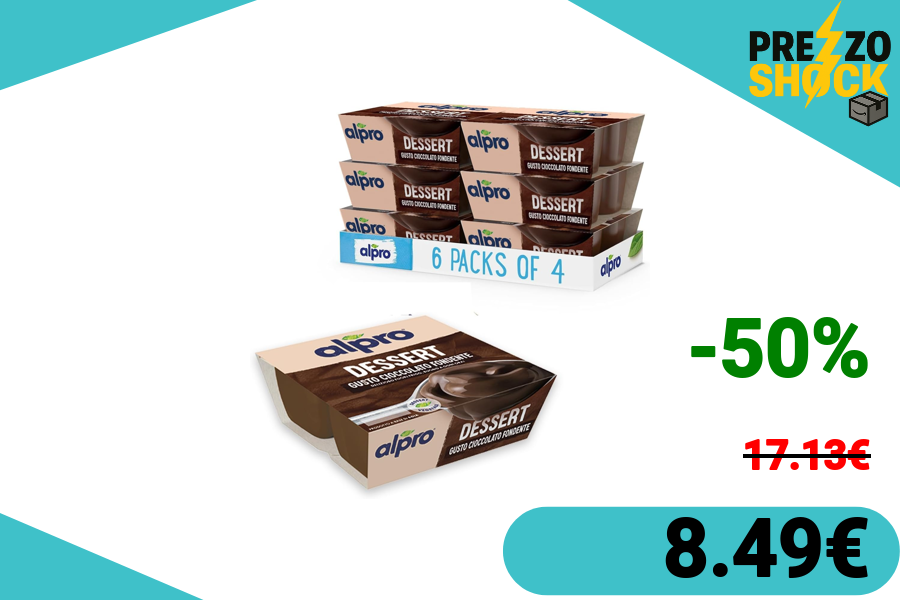 PREZZO
SHOCK
alpro
DESSERT
GUSTO CIOCCOLATO FONDENTE
alpro
DESSERT
GUSTO CIOCCOLATO FONDENTE
alpro
DESSERT
GUSTO CIOCCOLATO FONDENTE
alpro
DESSERT
GUSTO CIOCCOLATO FONDENTE
alpro
DESSERT
alpro
DESSERT
alpro
6 PACKS OF 4
alpro
alpro
DESSERT
GUSTO CIOCCOLATO FONDENTE
alpro
DESSERT
GUSTO CIOCCOLATO FONDENTE
-50%
17.13€
8.49€